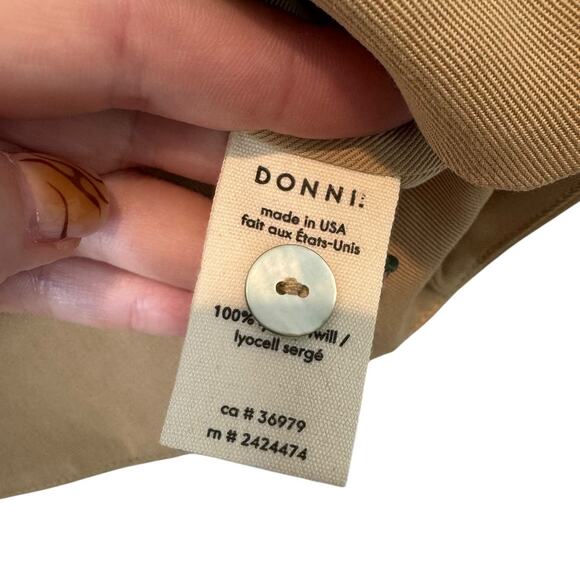 DONNI.
made in USA
fait aux États-Unis
100% twill /
lyocell sergé
ca # 36979
m # 2424474